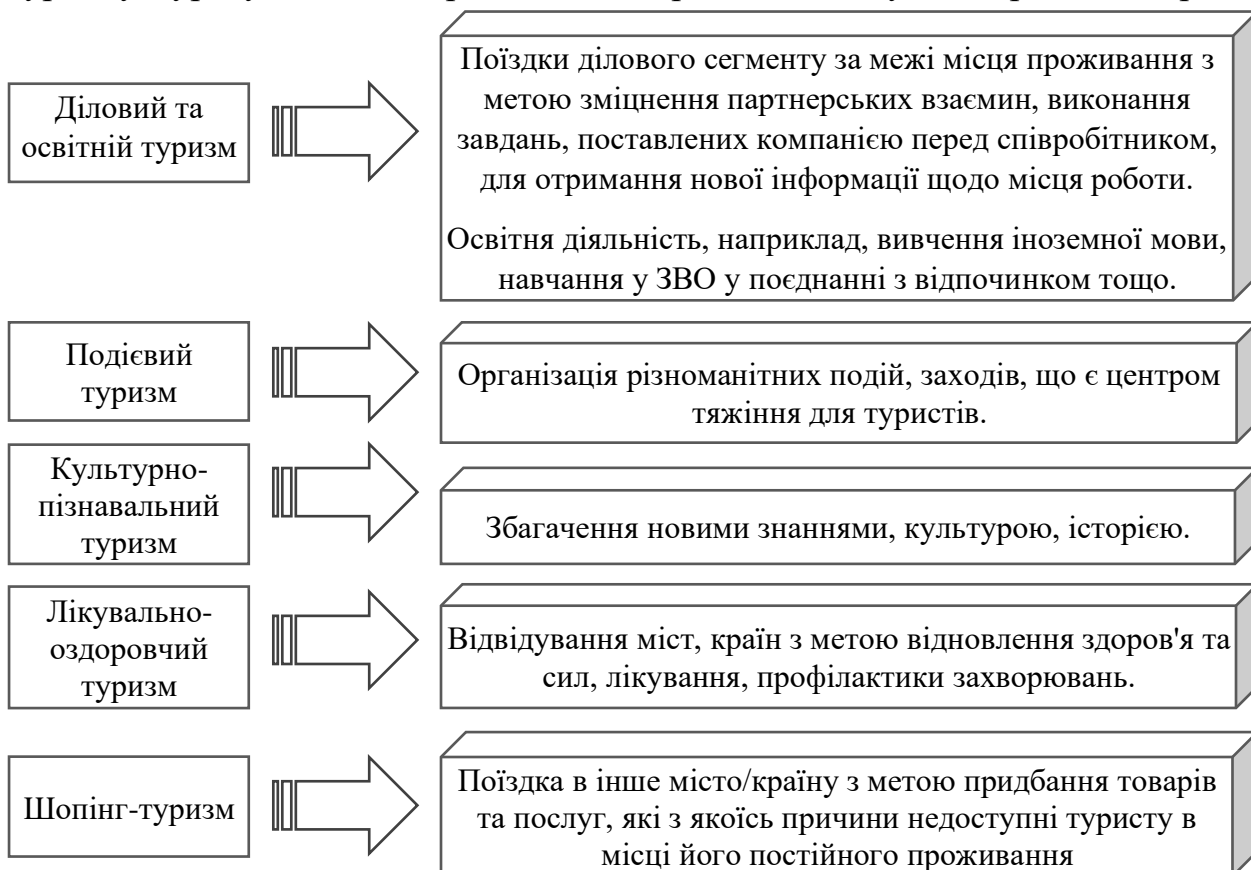 Діловий та
освітній туризм
Поїздки ділового сегменту за межі місця проживання з
метою зміцнення партнерських взаємин, виконання
завдань, поставлених компанією перед співробітником,
для отримання нової інформації щодо місця роботи.
Освітня діяльність, наприклад, вивчення іноземної мови,
навчання у ЗВО у поєднанні з відпочинком тощо.
Подієвий
туризм
Організація різноманітних подій, заходів, що є центром
тяжіння для туристів.
Культурно-
пізнавальний
туризм
Збагачення новими знаннями, культурою, історією.
Лікувально-
оздоровчий
туризм
Відвідування міст, країн з метою відновлення здоров'я та
сил, лікування, профілактики захворювань.
Шопінг-туризм
Поїздка в інше місто/країну з метою придбання товарів
та послуг, які з якоїсь причини недоступні туристу в
місці його постійного проживання